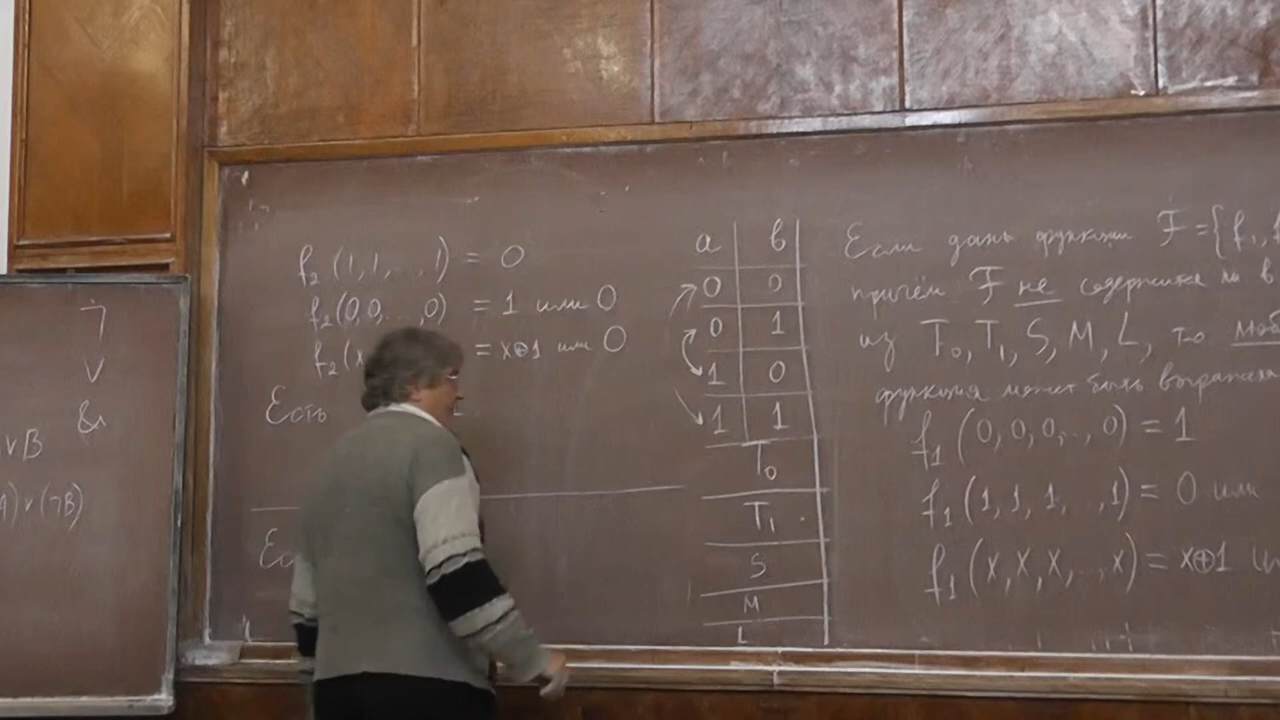 ¬
∨
&
∨B
A)∨(¬B)
f₂(1,1,...,1) = 0
f₂(0,0,...,0) = 1 или 0
f₂(x = x⊕1 или 0
Есть
a в
0 0
0 1
1 0
1 1
T₀
T₁
S
M
L
Если даны функции F={f₁,
причём F не содержится ни в
из T₀,T₁,S,M,L, то
функция может быть выражена
f₁(0,0,0,..,0) = 1
f₁(1,1,1,...,1) = 0 или
f₁(x,x,x,...,x) = x⊕1